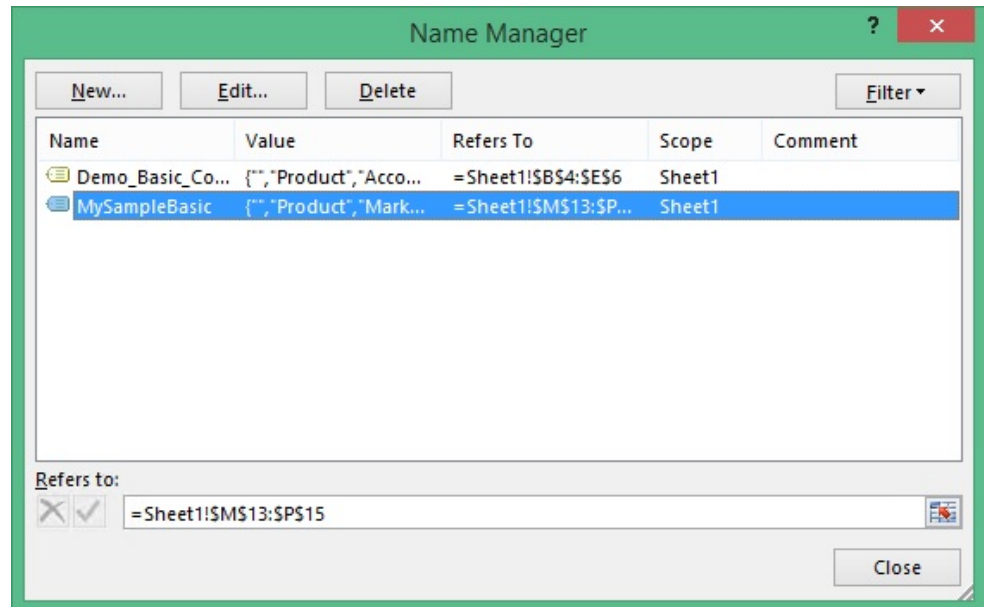 Name Manager
? ×
New... Edit... Delete Filter
Name Value Refers To Scope Comment
Demo_Basic_Co... {"","Product","Acco... =Sheet1!$B$4:$E$6 Sheet1
MySampleBasic {"","Product","Mark... =Sheet1!$M$13:$P... Sheet1
Refers to:
=Sheet1!$M$13:$P$15
Close